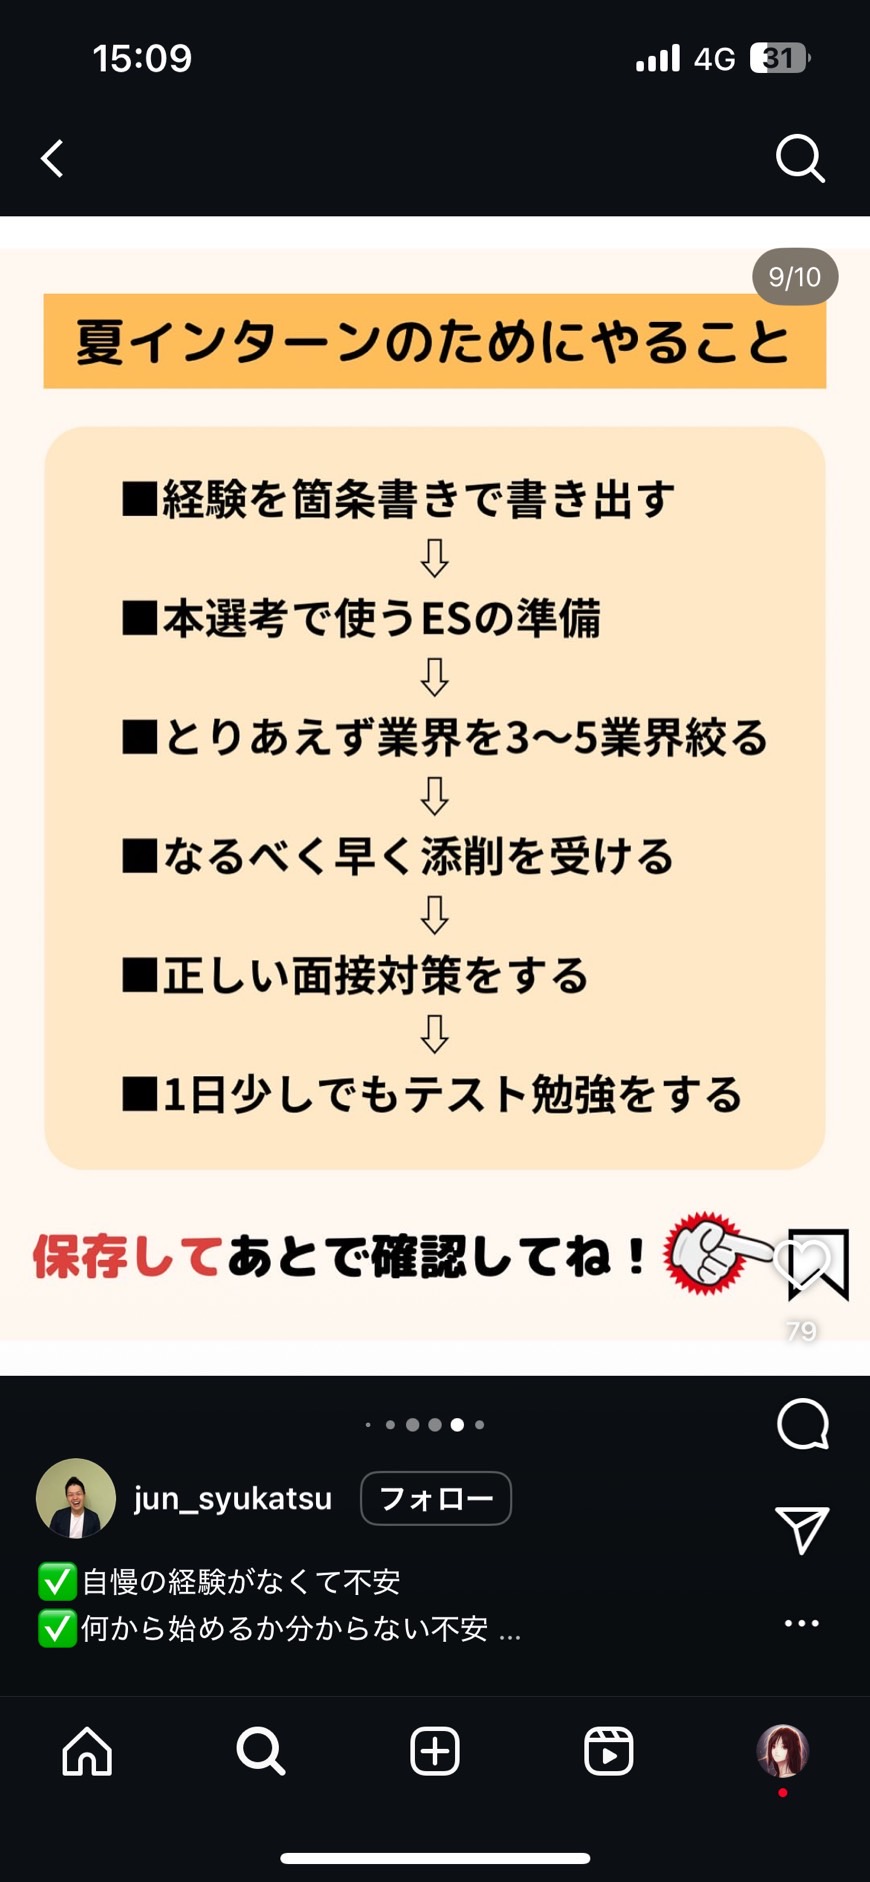 15:09
4G 31
9/10
夏インターンのためにやること
■経験を箇条書きで書き出す
⇩
■本選考で使うESの準備
⇩
■とりあえず業界を3〜5業界絞る
⇩
■なるべく早く添削を受ける
⇩
■正しい面接対策をする
⇩
■1日少しでもテスト勉強をする
保存してあとで確認してね！
79
jun_syukatsu フォロー
✅自慢の経験がなくて不安
✅何から始めるか分からない不安 ...